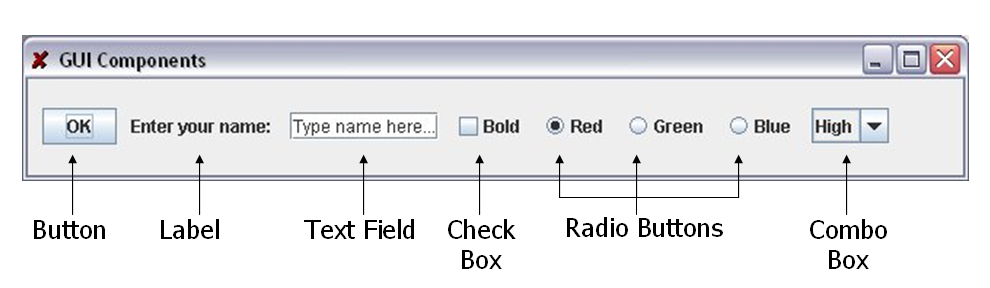 GUI Components
OK Enter your name: Type name here... Bold Red Green Blue High
Button Label Text Field Check Box Radio Buttons Combo Box